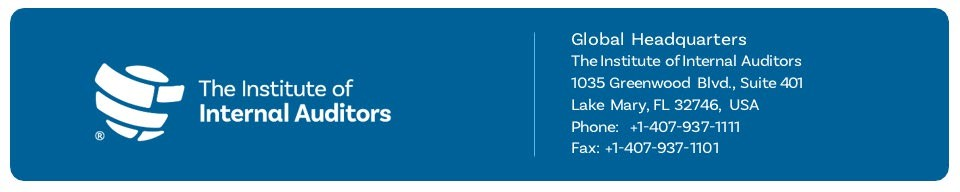 The Institute of
Internal Auditors
®
Global Headquarters
The Institute of Internal Auditors
1035 Greenwood Blvd., Suite 401
Lake Mary, FL 32746, USA
Phone: +1-407-937-1111
Fax: +1-407-937-1101